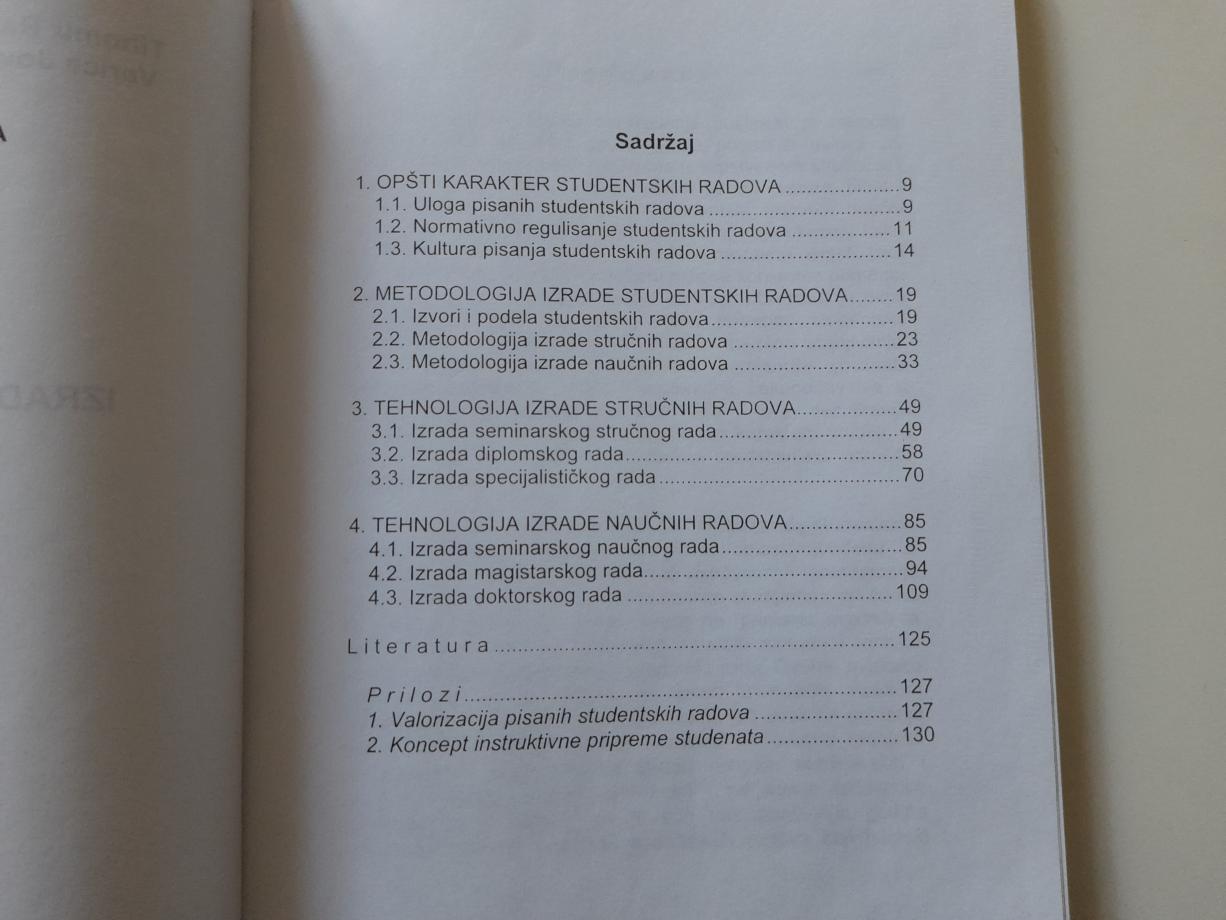 Sadržaj
1. OPŠTI KARAKTER STUDENTSKIH RADOVA ..................... 9
1.1. Uloga pisanih studentskih radova ................................... 9
1.2. Normativno regulisanje studentskih radova .................. 11
1.3. Kultura pisanja studentskih radova ................................ 14
2. METODOLOGIJA IZRADE STUDENTSKIH RADOVA........ 19
2.1. Izvori i podela studentskih radova.................................. 19
2.2. Metodologija izrade stručnih radova .............................. 23
2.3. Metodologija izrade naučnih radova .............................. 33
3. TEHNOLOGIJA IZRADE STRUČNIH RADOVA.................. 49
3.1. Izrada seminarskog stručnog rada................................. 49
3.2. Izrada diplomskog rada.................................................. 58
3.3. Izrada specijalističkog rada ............................................ 70
4. TEHNOLOGIJA IZRADE NAUČNIH RADOVA.................... 85
4.1. Izrada seminarskog naučnog rada................................. 85
4.2. Izrada magistarskog rada............................................... 94
4.3. Izrada doktorskog rada ................................................ 109
Literatura ......................................................................... 125
Prilozi.............................................................................. 127
1. Valorizacija pisanih studentskih radova .......................... 127
2. Koncept instruktivne pripreme studenata ........................ 130